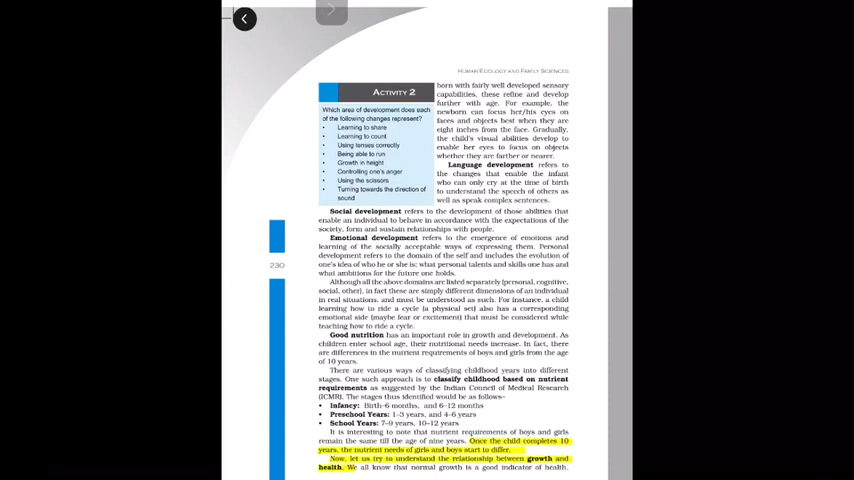 HUMAN ECOLOGY AND FAMILY SCIENCES
ACTIVITY 2
Which area of development does each
of the following changes represent?
• Learning to share
• Learning to count
• Using tenses correctly
• Being able to run
• Growth in height
• Controlling one's anger
• Using the scissors
• Turning towards the direction of
sound
born with fairly well developed sensory
capabilities, these refine and develop
further with age. For example, the
newborn can focus her/his eyes on
faces and objects best when they are
eight inches from the face. Gradually,
the child's visual abilities develop to
enable her eyes to focus on objects
whether they are farther or nearer.
Language development refers to
the changes that enable the infant
who can only cry at the time of birth
to understand the speech of others as
well as speak complex sentences.
Social development refers to the development of those abilities that
enable an individual to behave in accordance with the expectations of the
society, form and sustain relationships with people.
Emotional development refers to the emergence of emotions and
learning of the socially acceptable ways of expressing them. Personal
development refers to the domain of the self and includes the evolution of
one's idea of who he or she is; what personal talents and skills one has and
what ambitions for the future one holds.
Although all the above domains are listed separately (personal, cognitive,
social, other), in fact these are simply different dimensions of an individual
in real situations, and must be understood as such. For instance, a child
learning how to ride a cycle (a physical set) also has a corresponding
emotional side (maybe fear or excitement) that must be considered while
teaching how to ride a cycle.
230
Good nutrition has an important role in growth and development. As
children enter school age, their nutritional needs increase. In fact, there
are differences in the nutrient requirements of boys and girls from the age
of 10 years.
There are various ways of classifying childhood years into different
stages. One such approach is to classify childhood based on nutrient
requirements as suggested by the Indian Council of Medical Research
(ICMR). The stages thus identified would be as follows–
• Infancy: Birth–6 months, and 6–12 months
• Preschool Years: 1–3 years, and 4–6 years
• School Years: 7–9 years, 10–12 years
It is interesting to note that nutrient requirements of boys and girls
remain the same till the age of nine years. Once the child completes 10
years, the nutrient needs of girls and boys start to differ.
Now, let us try to understand the relationship between growth and
health. We all know that normal growth is a good indicator of health.